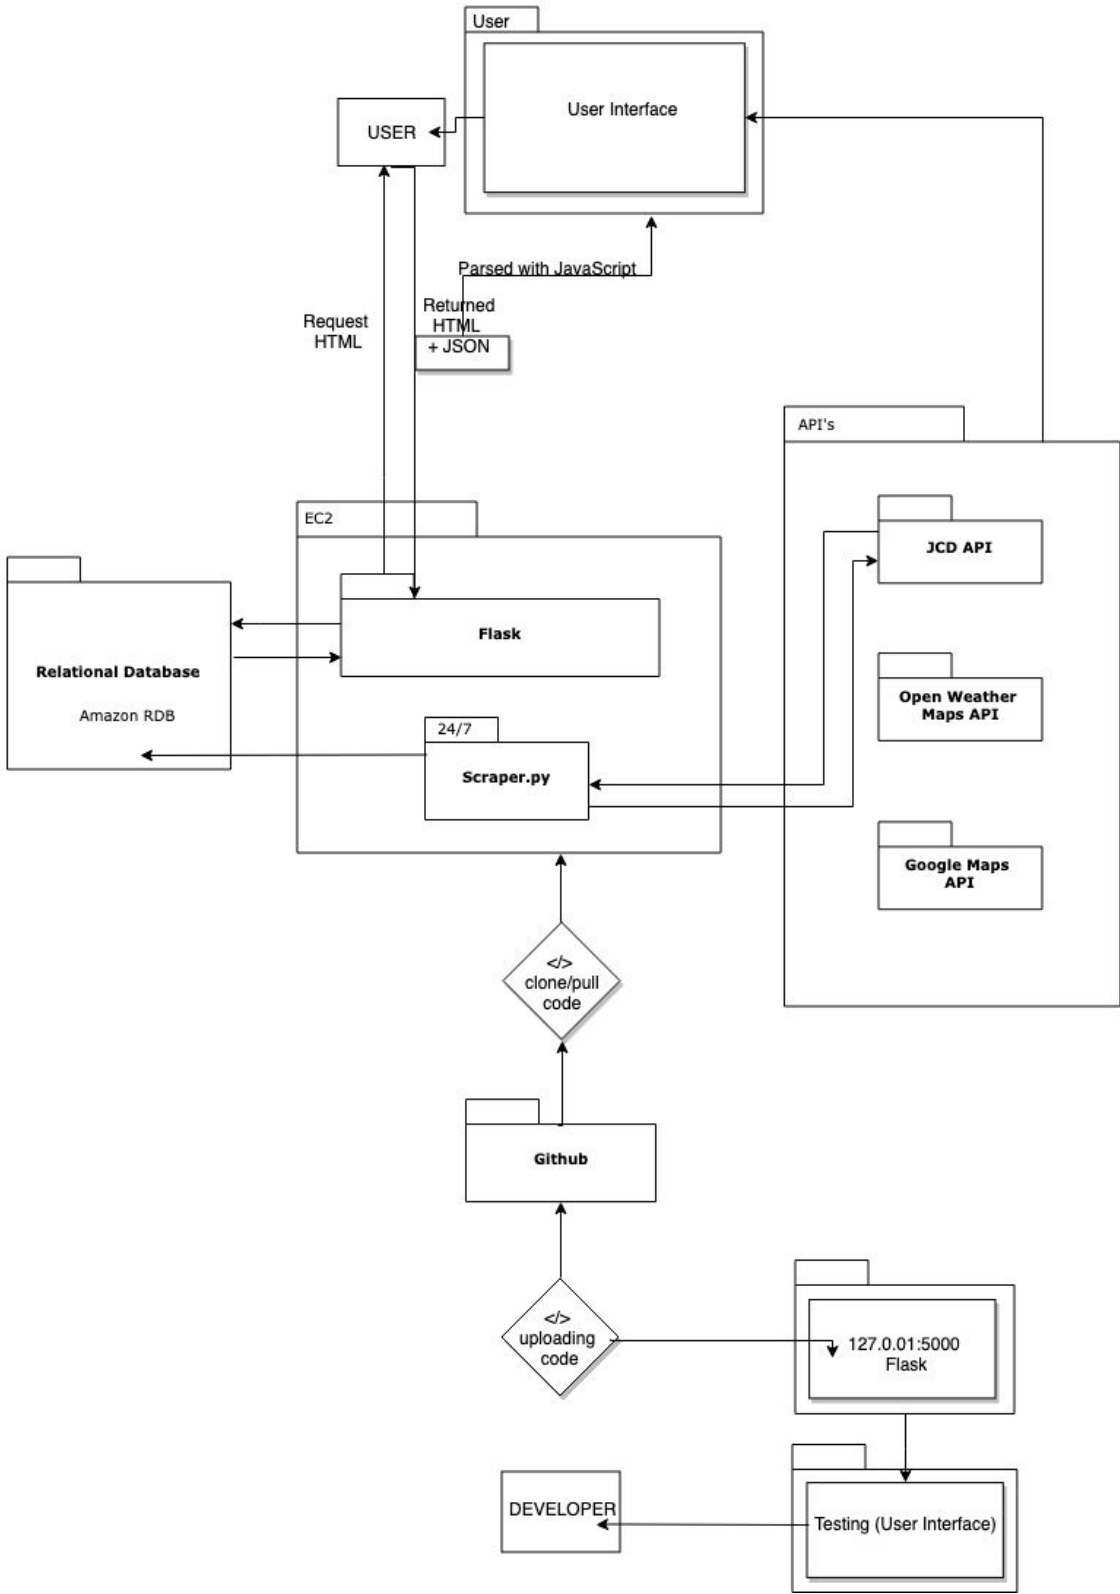 User
User Interface
USER
Parsed with JavaScript
Request
HTML
Returned
HTML
+ JSON
API's
EC2
JCD API
Flask
Relational Database
Amazon RDB
Open Weather
Maps API
24/7
Scraper.py
Google Maps
API
</>
clone/pull
code
Github
</>
uploading
code
127.0.01:5000
Flask
DEVELOPER
Testing (User Interface)